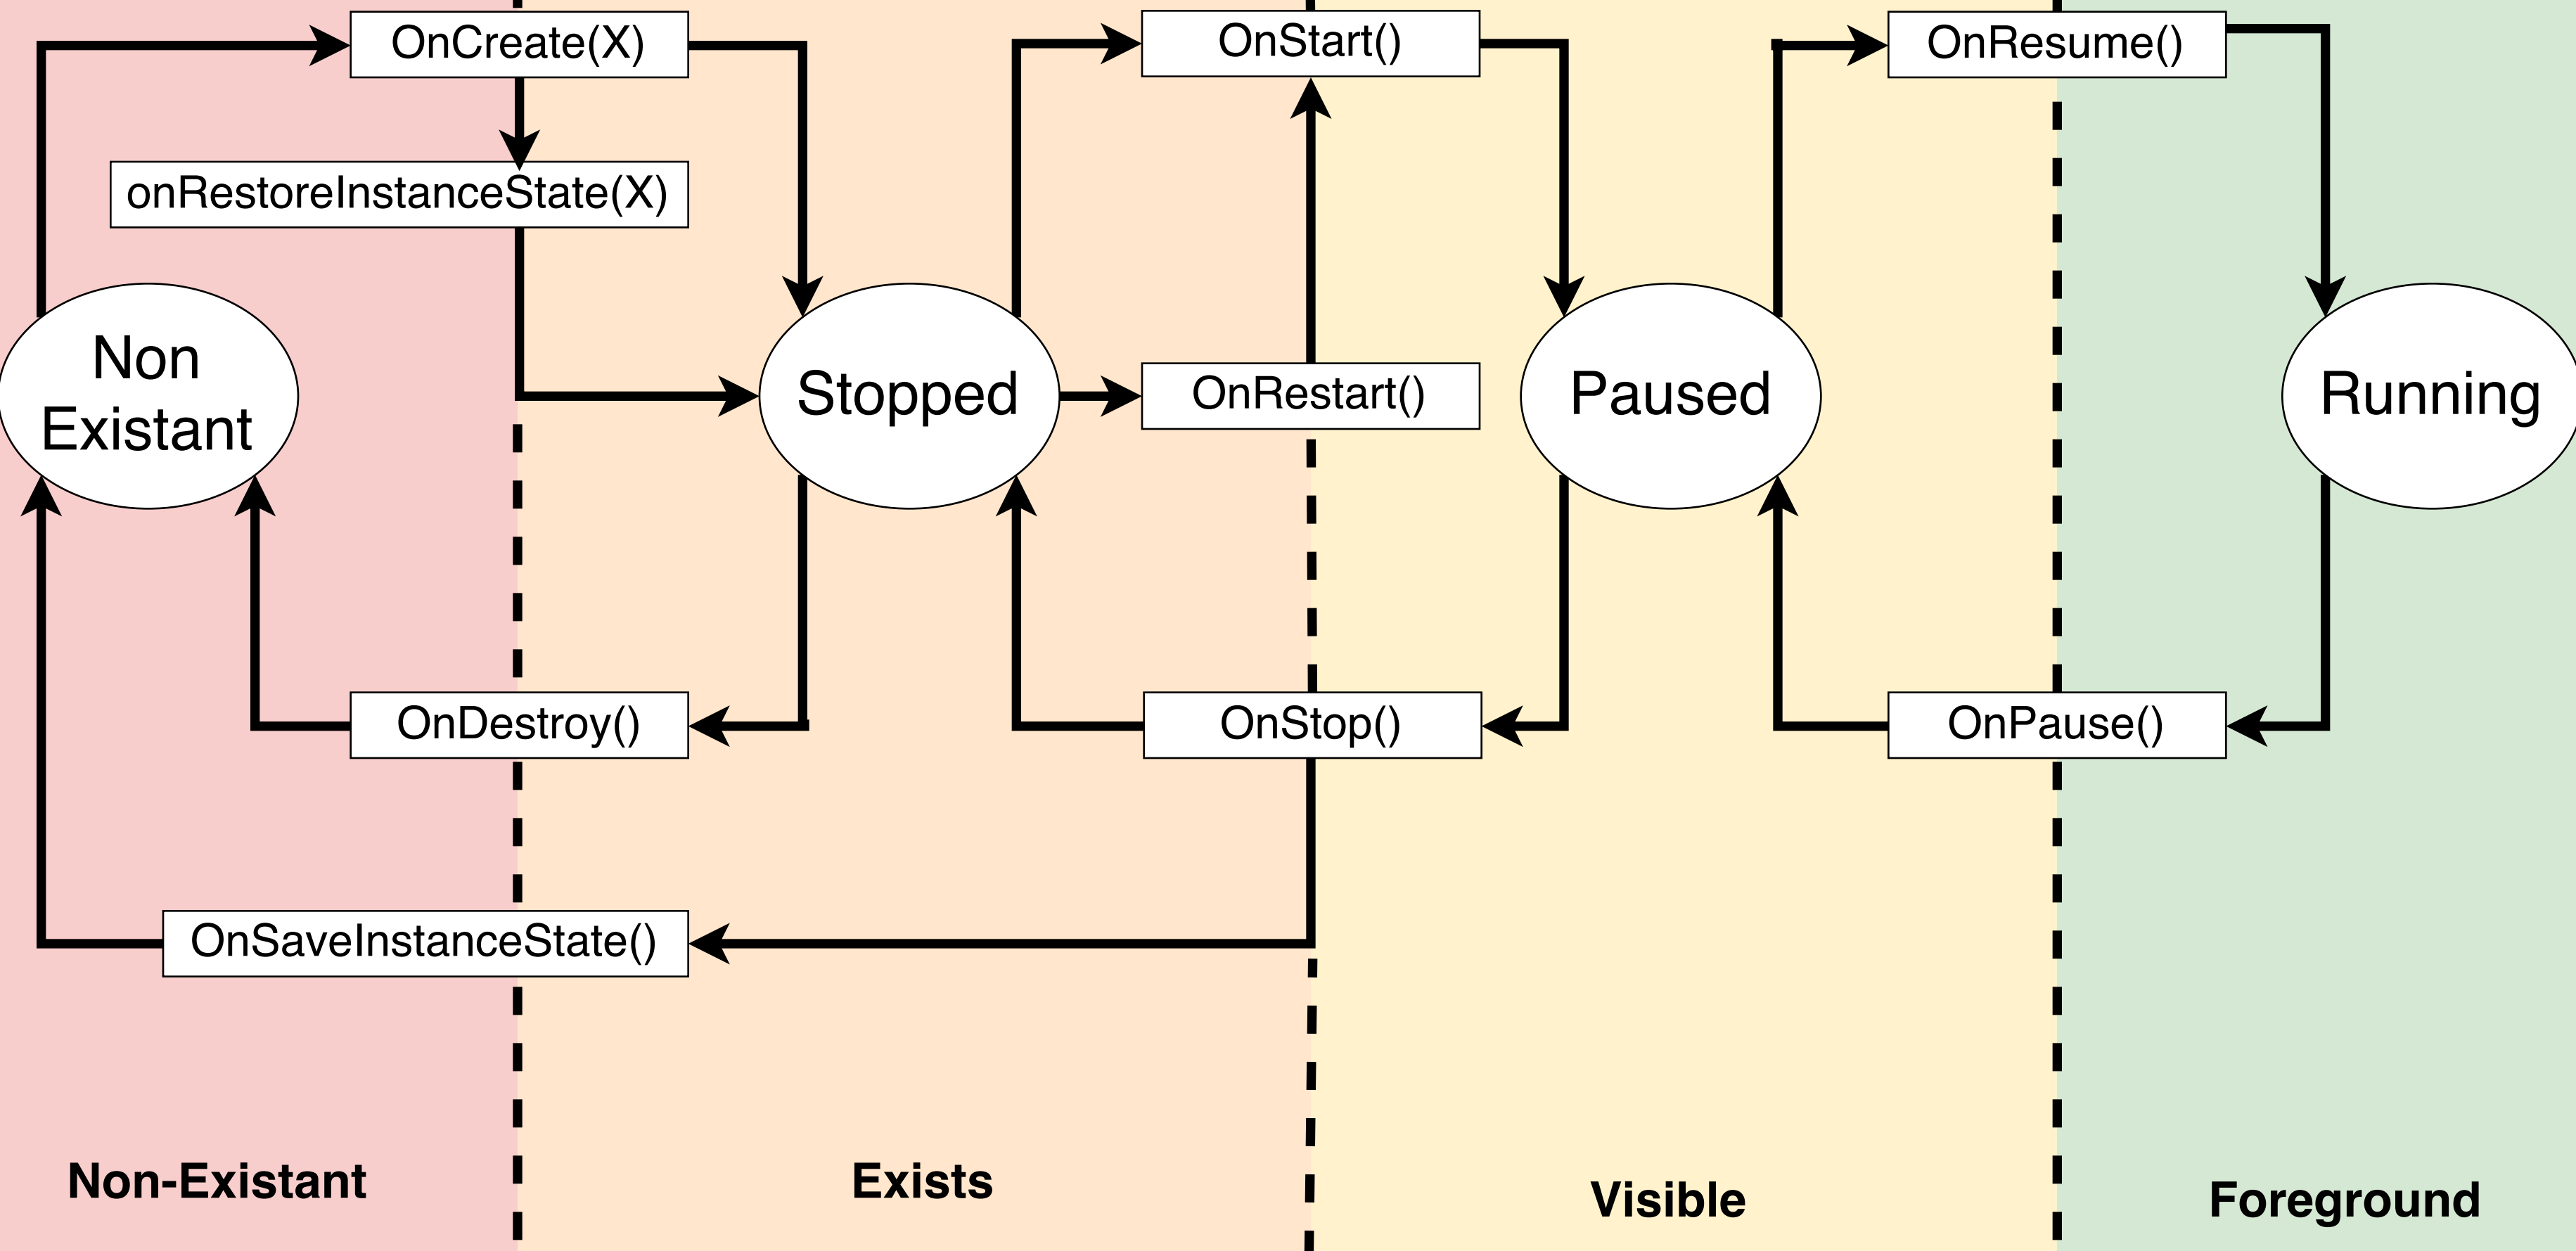 OnCreate(X)
OnStart()
OnResume()
onRestoreInstanceState(X)
Non
Existant
Stopped
OnRestart()
Paused
Running
OnDestroy()
OnStop()
OnPause()
OnSaveInstanceState()
Non-Existant
Exists
Visible
Foreground